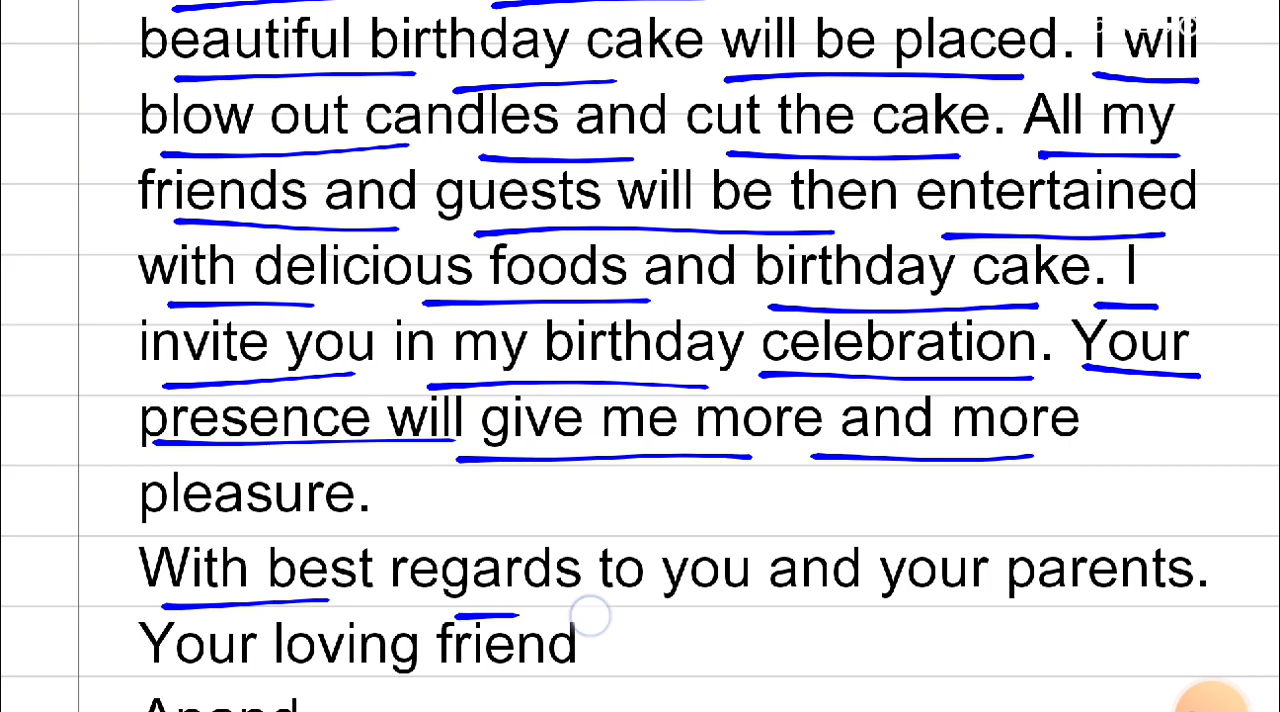 beautiful birthday cake will be placed. I will
blow out candles and cut the cake. All my
friends and guests will be then entertained
with delicious foods and birthday cake. I
invite you in my birthday celebration. Your
presence will give me more and more
pleasure.
With best regards to you and your parents.
Your loving friend
Anand